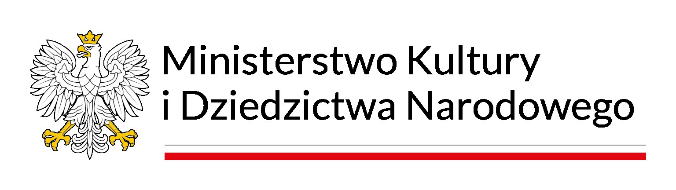 Ministerstwo Kultury
i Dziedzictwa Narodowego